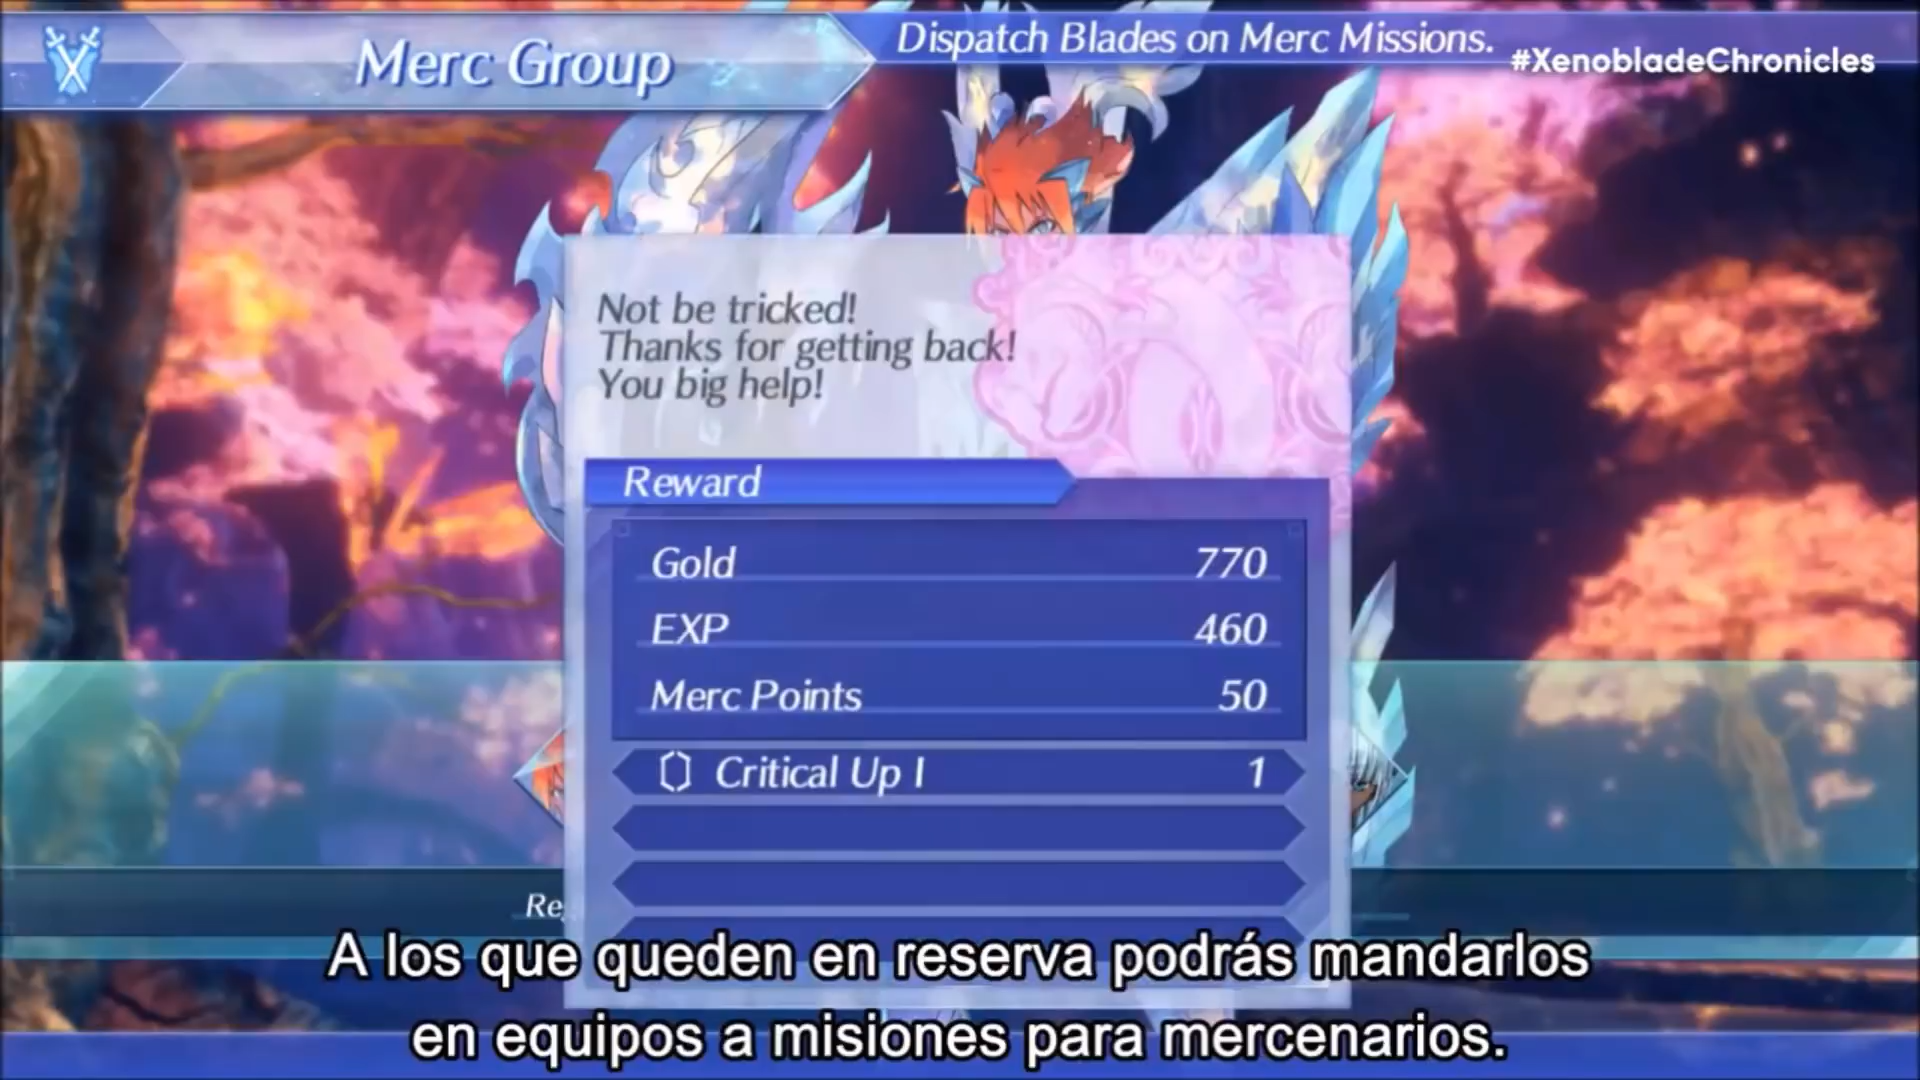 Merc Group
Dispatch Blades on Merc Missions.
#XenobladeChronicles
Not be tricked!
Thanks for getting back!
You big help!
Reward
Gold 770
EXP 460
Merc Points 50
Critical Up I 1
A los que queden en reserva podrás mandarlos
en equipos a misiones para mercenarios.